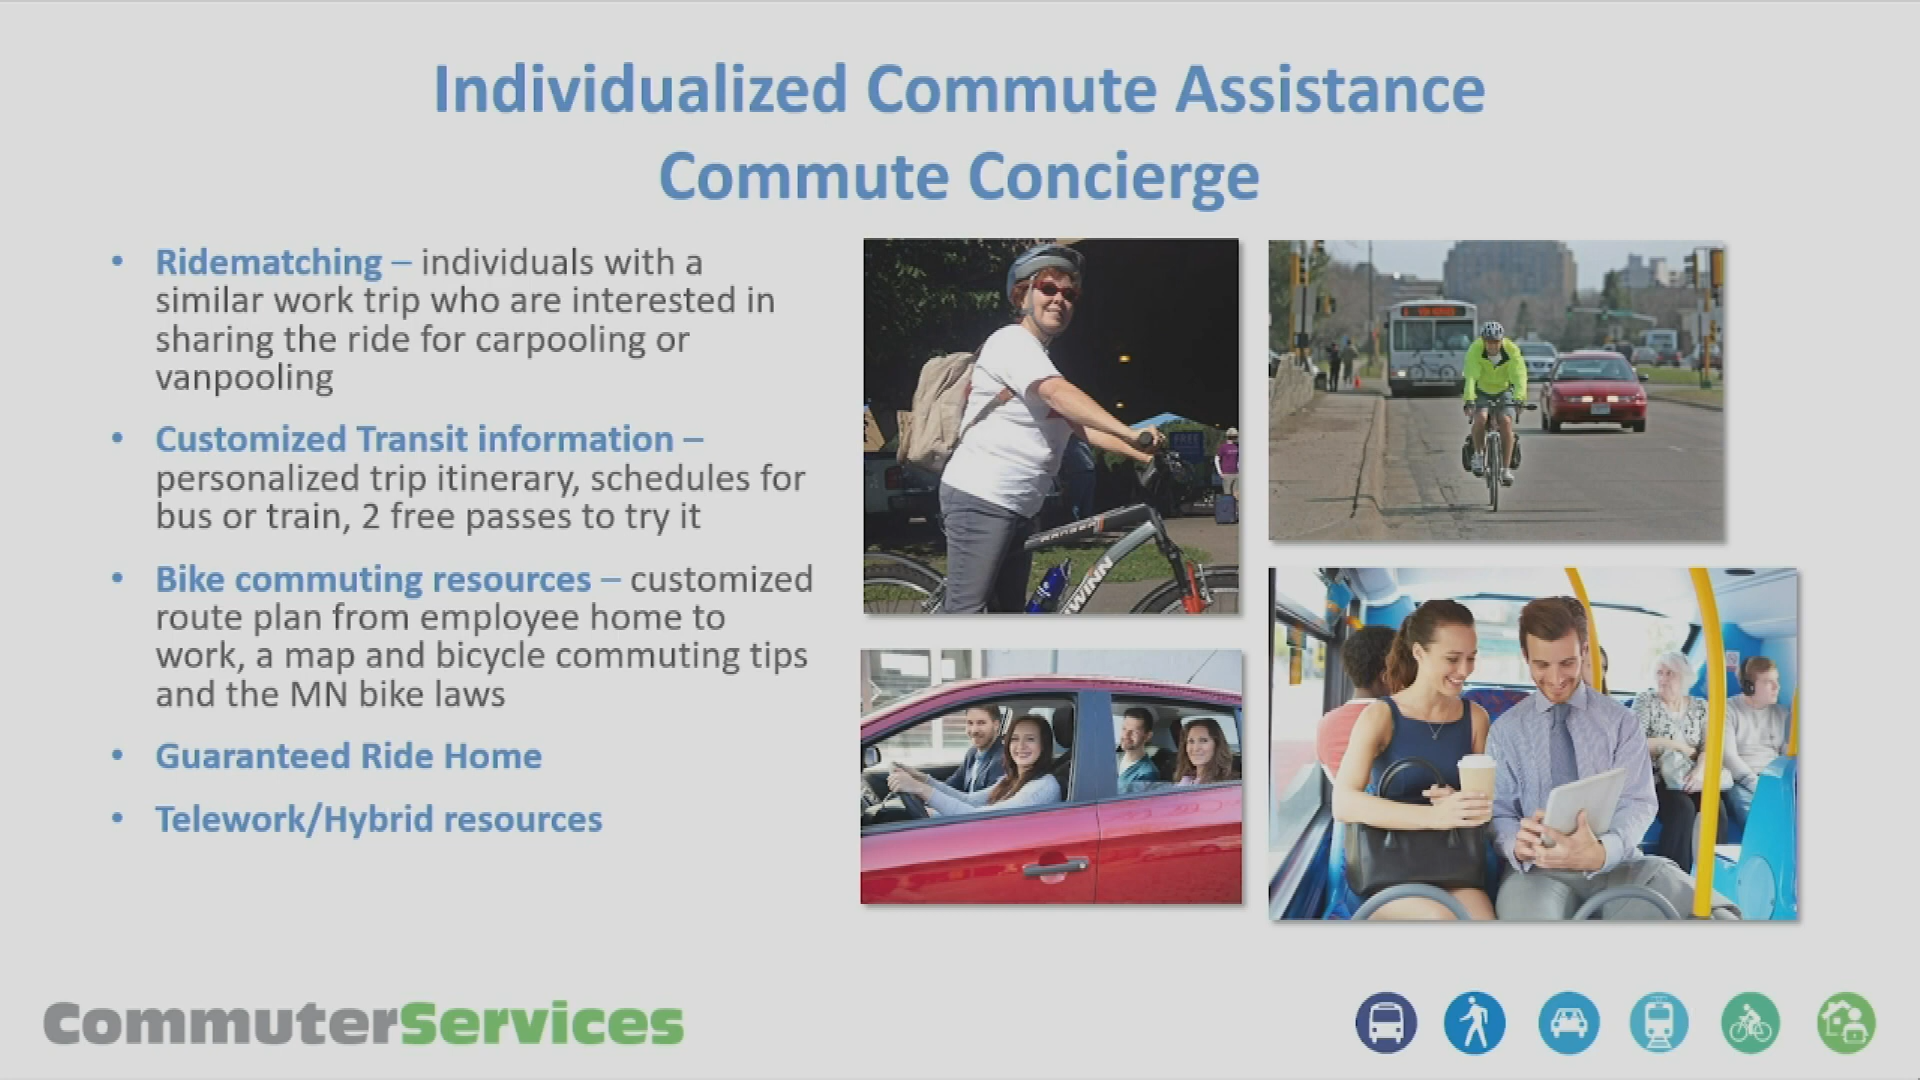 Individualized Commute Assistance
Commute Concierge
• Ridematching – individuals with a
similar work trip who are interested in
sharing the ride for carpooling or
vanpooling
• Customized Transit information –
personalized trip itinerary, schedules for
bus or train, 2 free passes to try it
• Bike commuting resources – customized
route plan from employee home to
work, a map and bicycle commuting tips
and the MN bike laws
• Guaranteed Ride Home
• Telework/Hybrid resources
FREE
RANGER
WINN
CommuterServices